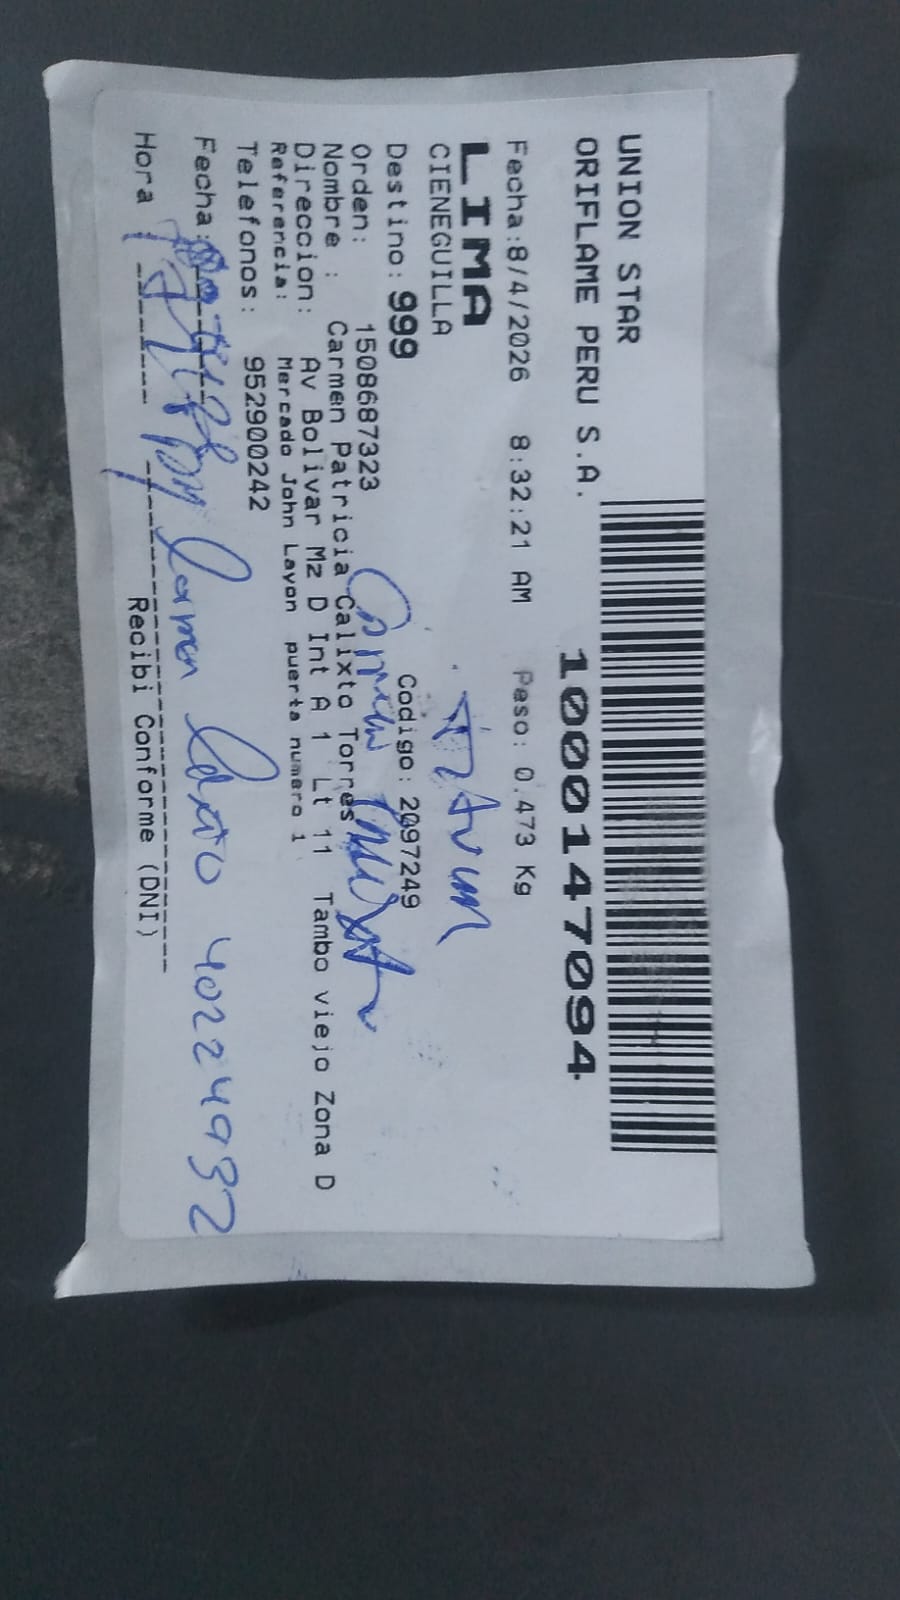 UNION STAR
ORIFLAME PERU S.A.
1000147094
Fecha:8/4/2026 8:32:21 AM Peso: 0.473 Kg
LIMA
CIENEGUILLA
Destino: 999 Codigo: 2097249
Orden: 1508687323
Nombre : Carmen Patricia Calixto Torres
Direccion: Av Bolivar Mz D Int A 1 Lt 11 Tambo viejo Zona D
Referencia: Mercado John Layon puerta numero 1
Telefonos: 952900242
Fecha:
Carmen 40224932
Hora :
Recibi Conforme (DNI)